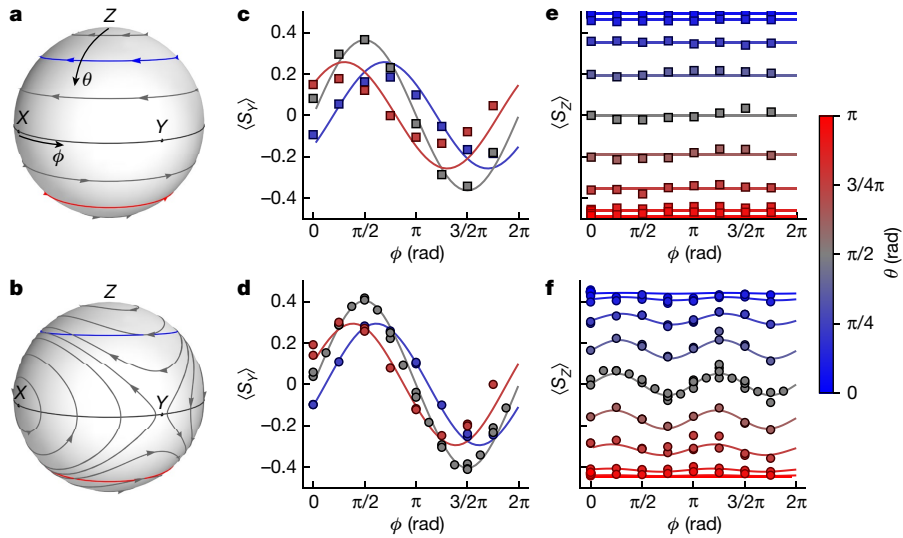 a
Z
θ
X
Y
ϕ
c
⟨S_Y⟩
0.4
0.2
0
−0.2
−0.4
0
π/2
π
3/2π
2π
ϕ (rad)
e
⟨S_Z⟩
0
π/2
π
3/2π
2π
ϕ (rad)
π
3/4π
π/2
π/4
0
θ (rad)
b
Z
X
Y
d
⟨S_Y⟩
0.4
0.2
0
−0.2
−0.4
0
π/2
π
3/2π
2π
ϕ (rad)
f
⟨S_Z⟩
0
π/2
π
3/2π
2π
ϕ (rad)